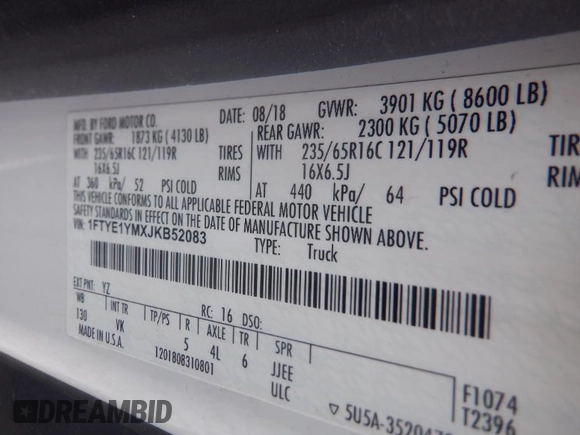 MFD. BY FORD MOTOR CO.
DATE: 08/18 GVWR: 3901 KG ( 8600 LB)
FRONT GAWR: 1873 KG ( 4130 LB)
REAR GAWR: 2300 KG ( 5070 LB)
235/65R16C 121/119R TIRES WITH 235/65R16C 121/119R TIRES
16X6.5J RIMS 16X6.5J RIMS
AT 360 kPa/ 52 PSI COLD AT 440 kPa/ 64 PSI COLD
THIS VEHICLE CONFORMS TO ALL APPLICABLE FEDERAL MOTOR VEHICLE
SAFETY STANDARDS IN EFFECT ON THE DATE OF MANUFACTURE SHOWN ABOVE.
VIN: 1FTYE1YMXJKB52083
TYPE: Truck
EXT PNT: YZ RC: 16 DSO:
WB INT TR TP/PS R AXLE TR SPR
130 VK 5 4L 6 JJEE
MADE IN U.S.A. 1201808310801 ULC
F1074
T2396
5U5A-35204
DREAMBID